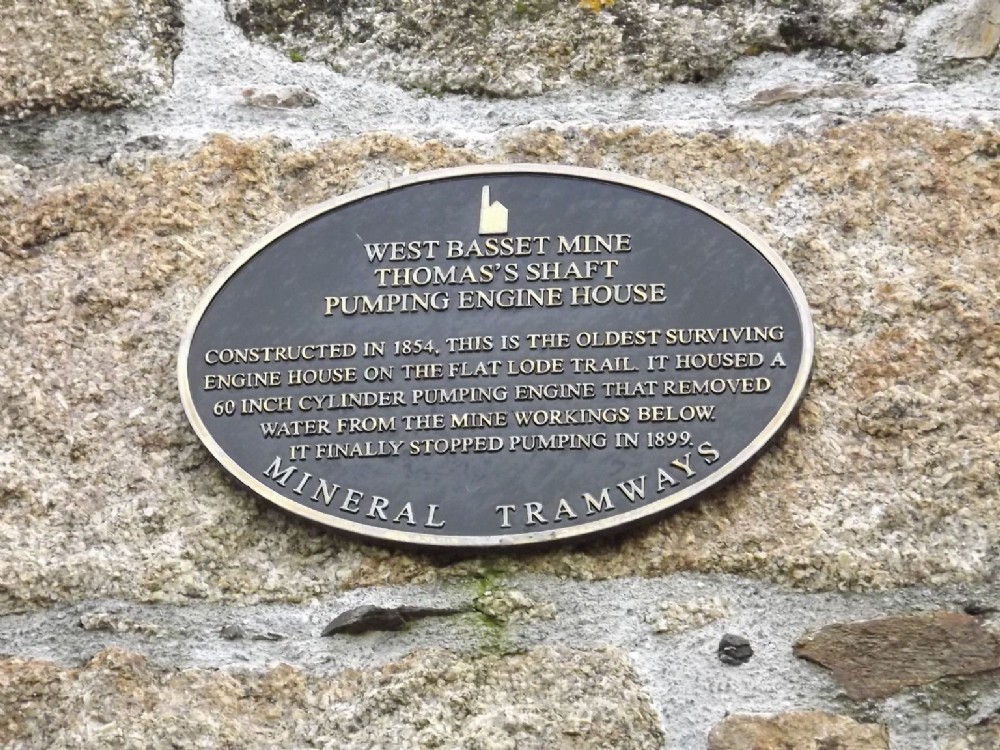 WEST BASSET MINE
THOMAS'S SHAFT
PUMPING ENGINE HOUSE
CONSTRUCTED IN 1854, THIS IS THE OLDEST SURVIVING
ENGINE HOUSE ON THE FLAT LODE TRAIL. IT HOUSED A
60 INCH CYLINDER PUMPING ENGINE THAT REMOVED
WATER FROM THE MINE WORKINGS BELOW.
IT FINALLY STOPPED PUMPING IN 1899.
MINERAL TRAMWAYS